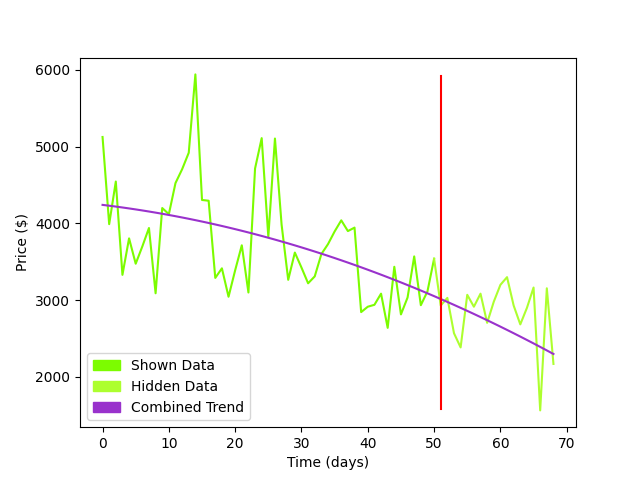 6000
5000
4000
3000
2000
Price ($)
Shown Data
Hidden Data
Combined Trend
0 10 20 30 40 50 60 70
Time (days)